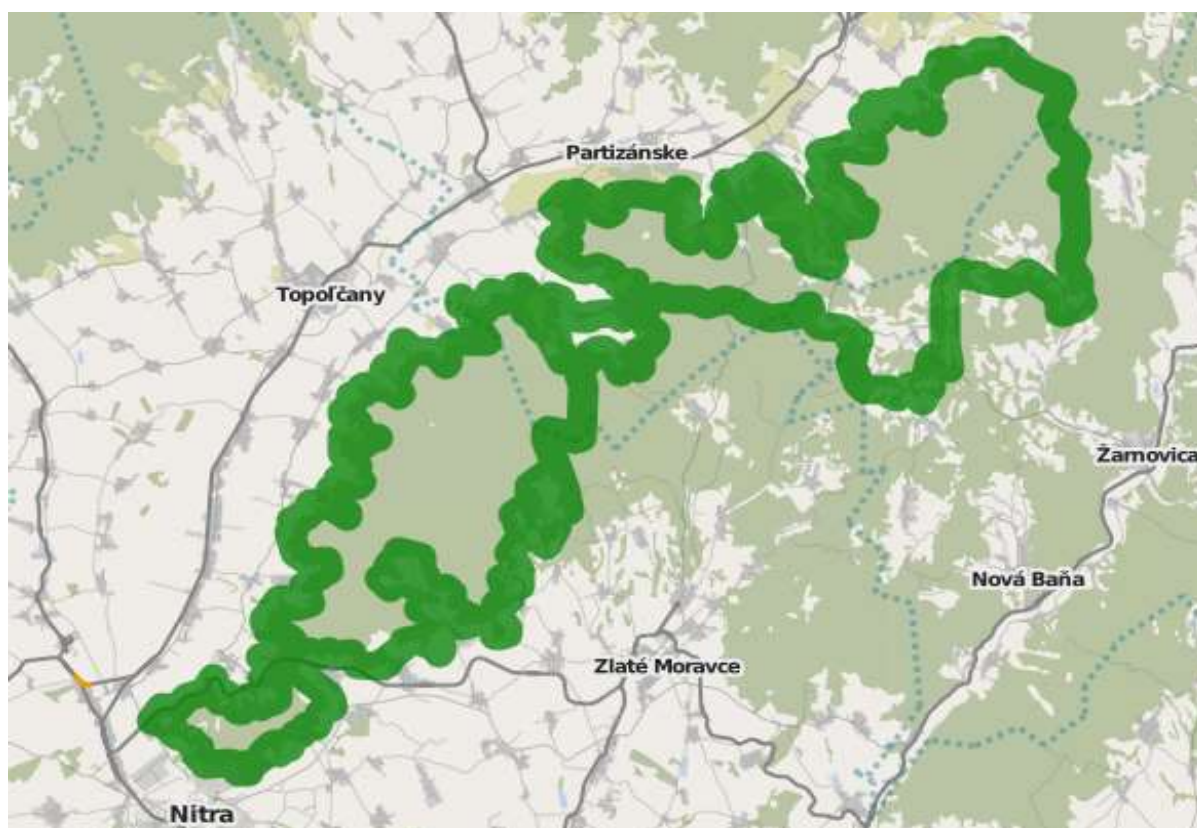 Partizánske
Topoľčany
Žarnovica
Nová Baňa
Zlaté Moravce
Nitra